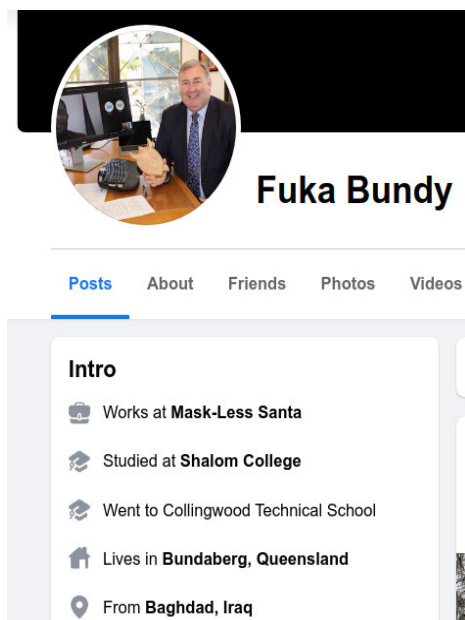 Fuka Bundy
Posts About Friends Photos Videos
Intro
Works at Mask-Less Santa
Studied at Shalom College
Went to Collingwood Technical School
Lives in Bundaberg, Queensland
From Baghdad, Iraq